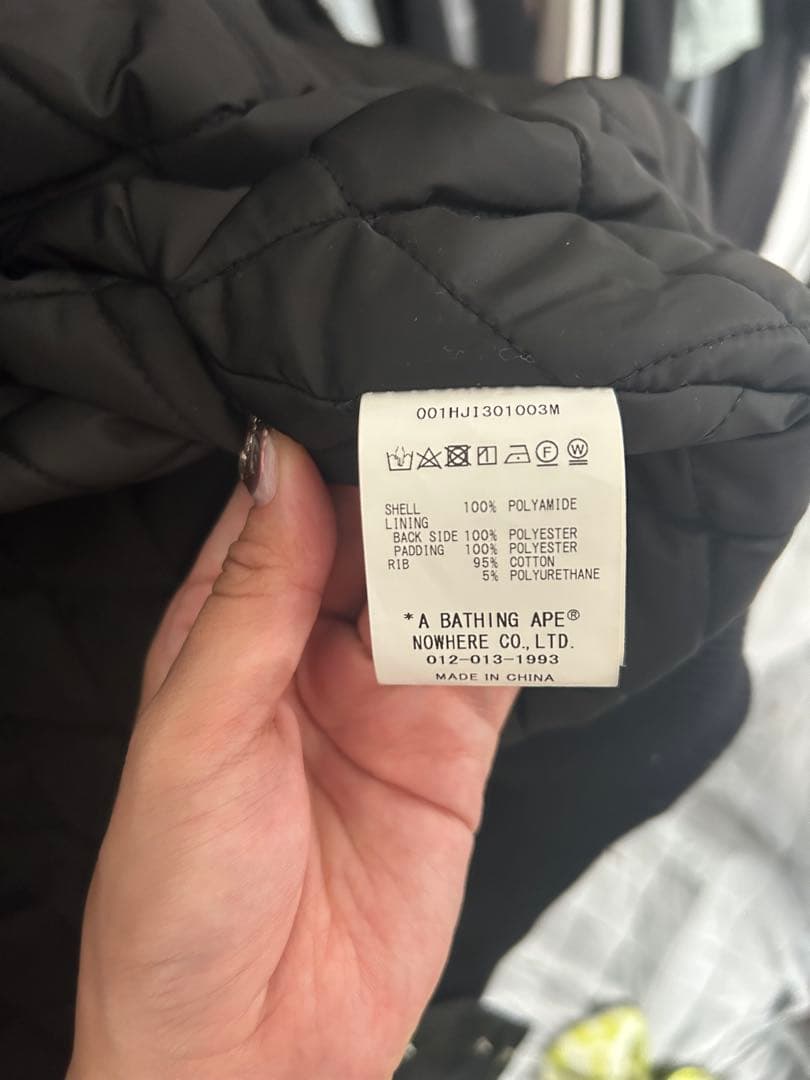 001HJI301003M
F W
SHELL 100% POLYAMIDE
LINING
BACK SIDE 100% POLYESTER
PADDING 100% POLYESTER
RIB 95% COTTON
5% POLYURETHANE
*A BATHING APE®
NOWHERE CO., LTD.
012-013-1993
MADE IN CHINA